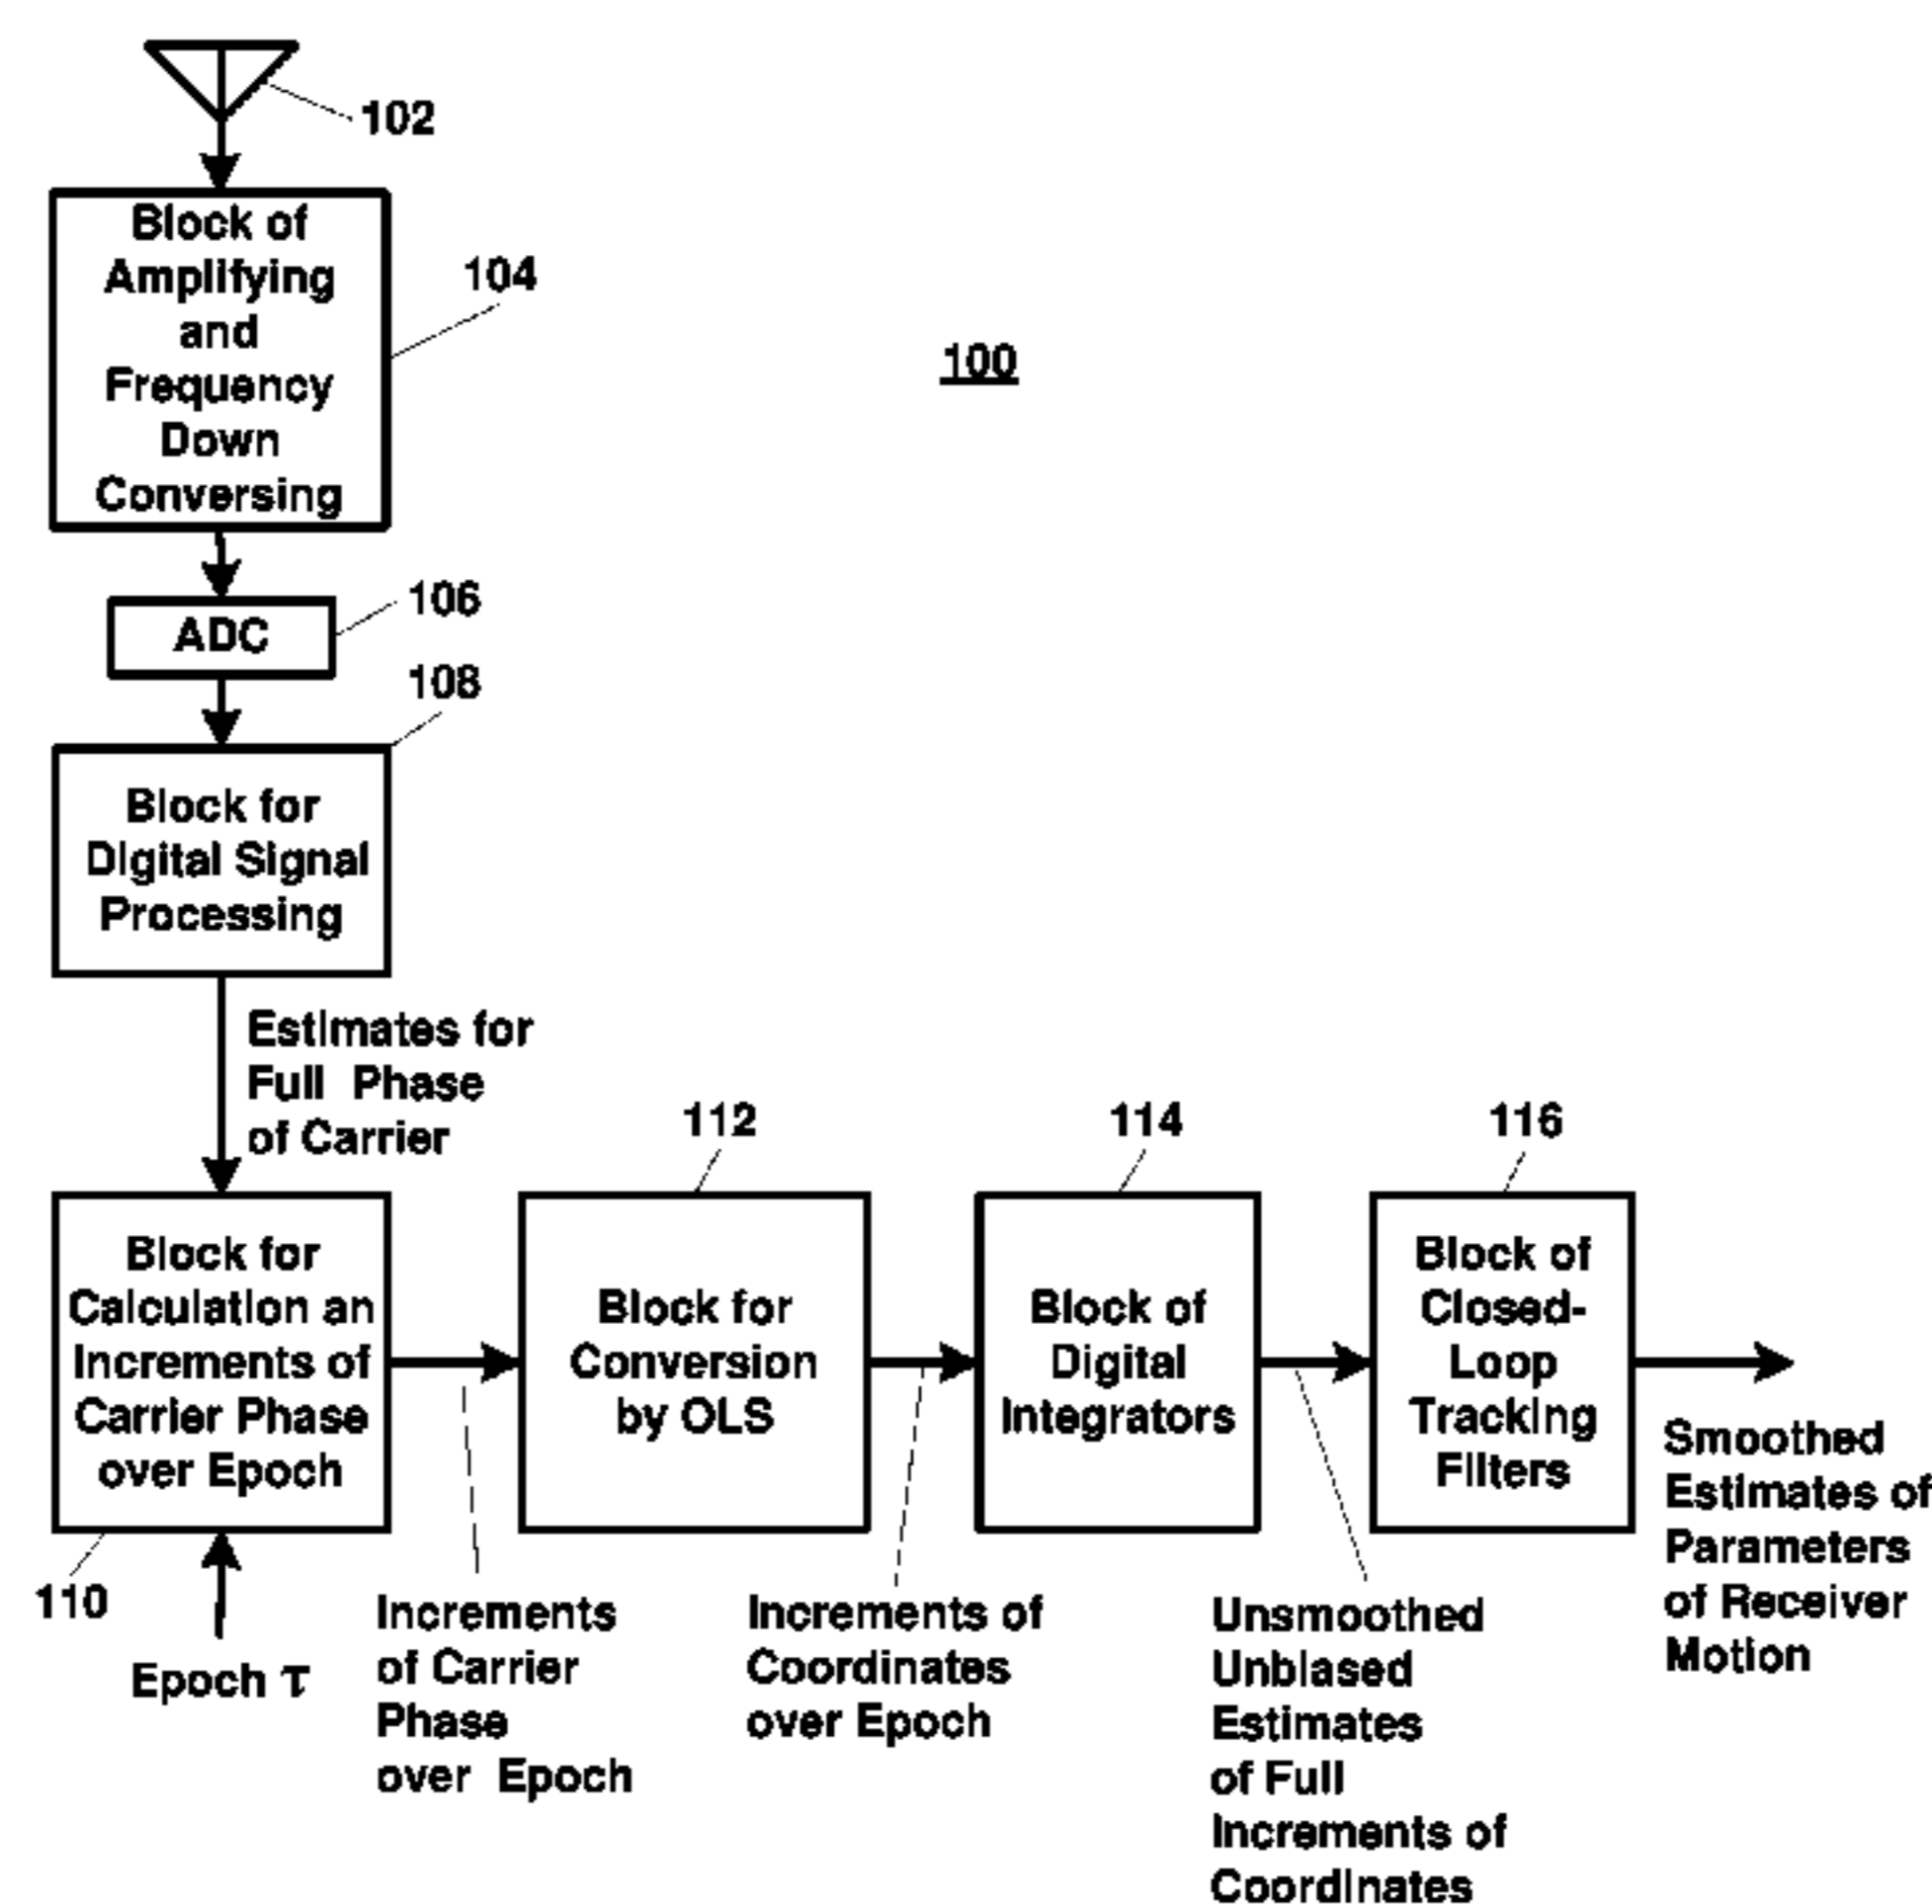 102
Block of
Amplifying
and
Frequency
Down
Conversing
104
100
ADC
106
108
Block for
Digital Signal
Processing
Estimates for
Full Phase
of Carrier
112
114
116
Block for
Calculation an
Increments of
Carrier Phase
over Epoch
Block for
Conversion
by OLS
Block of
Digital
Integrators
Block of
Closed-
Loop
Tracking
Filters
Smoothed
Estimates of
Parameters
of Receiver
Motion
110
Epoch τ
Increments
of Carrier
Phase
over Epoch
Increments of
Coordinates
over Epoch
Unsmoothed
Unbiased
Estimates
of Full
Increments of
Coordinates